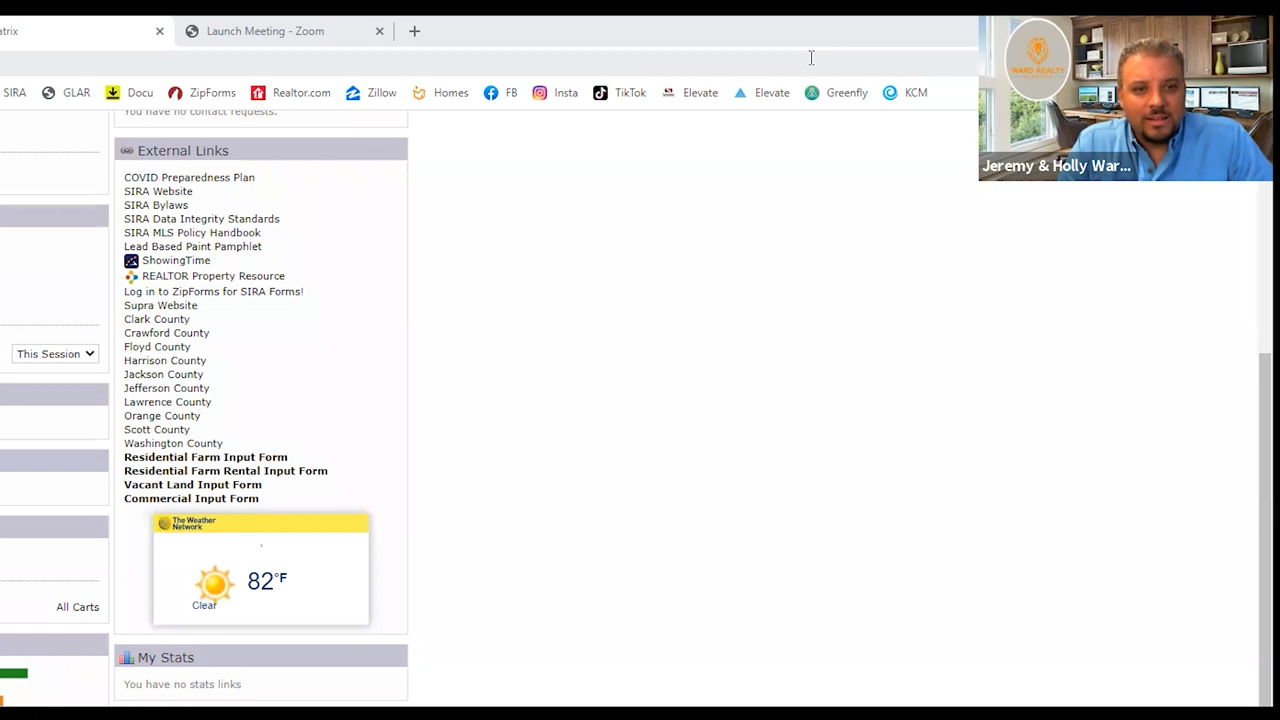 atrix
Launch Meeting - Zoom
SIRA
GLAR
Docu
ZipForms
Realtor.com
Zillow
Homes
FB
Insta
TikTok
Elevate
Elevate
Greenfly
KCM
WARD REALTY
Jeremy & Holly War...
You have no contact requests.
External Links
COVID Preparedness Plan
SIRA Website
SIRA Bylaws
SIRA Data Integrity Standards
SIRA MLS Policy Handbook
Lead Based Paint Pamphlet
ShowingTime
REALTOR Property Resource
Log in to ZipForms for SIRA Forms!
Supra Website
Clark County
Crawford County
Floyd County
Harrison County
This Session
Jackson County
Jefferson County
Lawrence County
Orange County
Scott County
Washington County
Residential Farm Input Form
Residential Farm Rental Input Form
Vacant Land Input Form
Commercial Input Form
The Weather
Network
82°F
Clear
All Carts
My Stats
You have no stats links